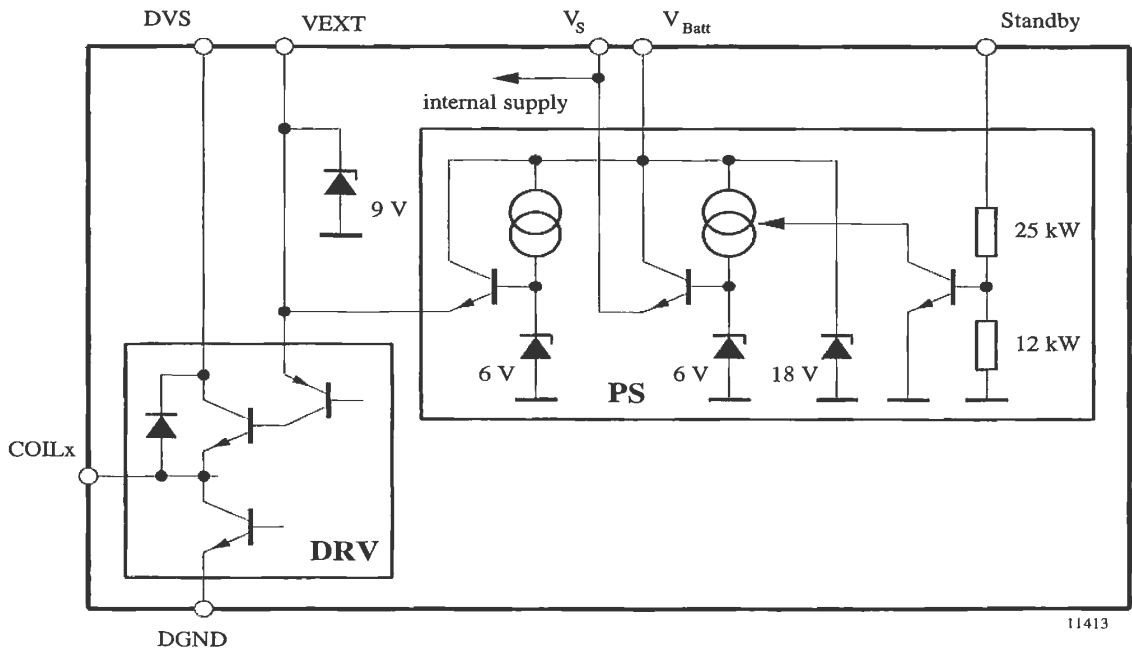 DVS
VEXT
VS
VBatt
Standby
internal supply
9 V
25 kW
12 kW
6 V
6 V
18 V
PS
COILx
DRV
DGND
11413